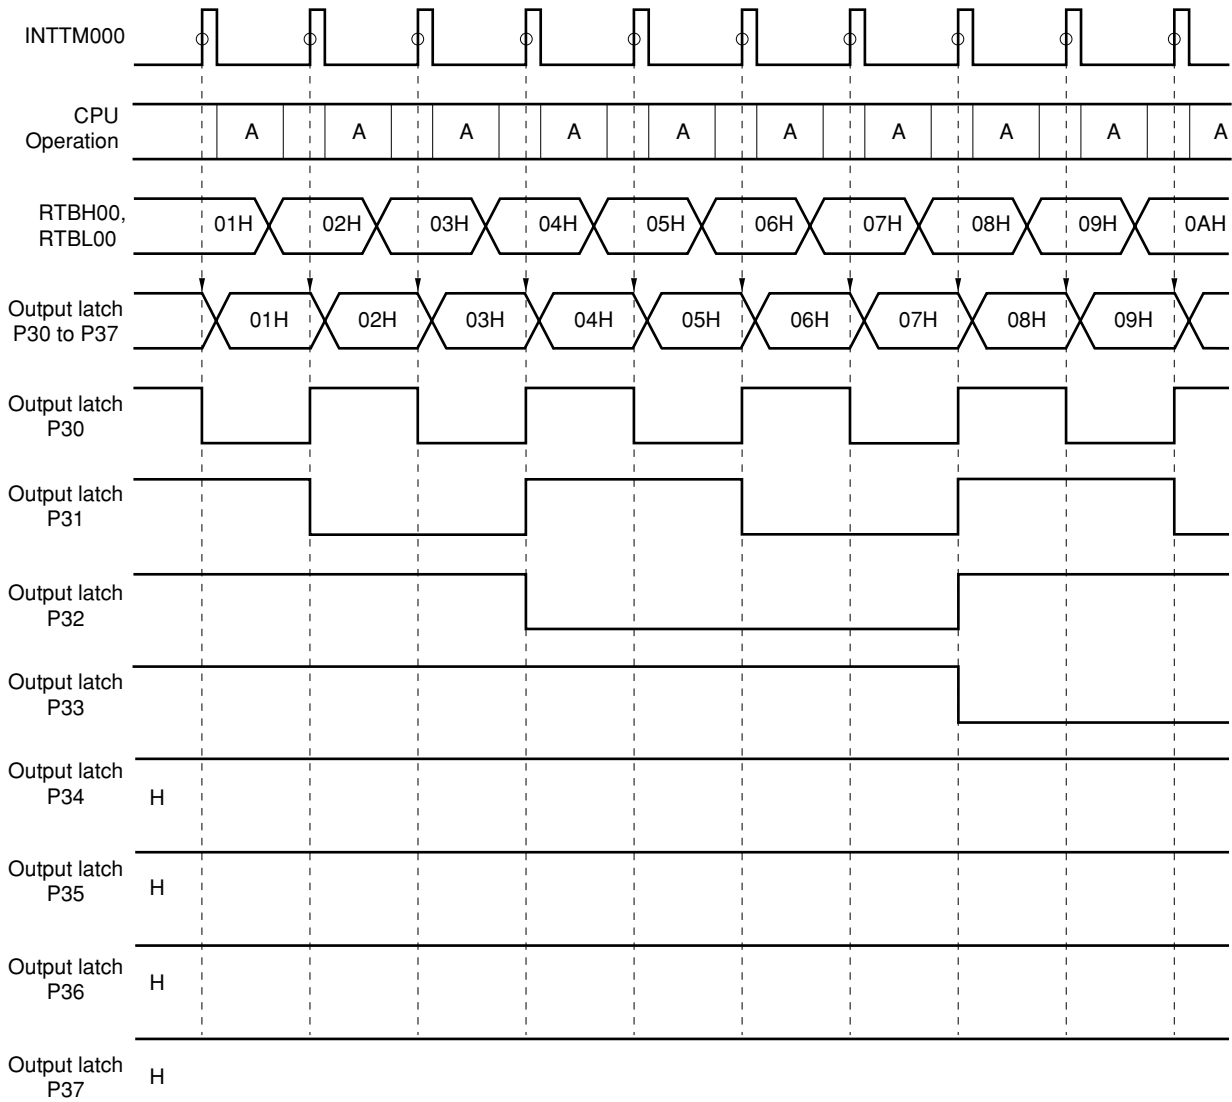 INTTM000
CPU
Operation
A A A A A A A A A A
RTBH00,
RTBL00
01H 02H 03H 04H 05H 06H 07H 08H 09H 0AH
Output latch
P30 to P37
01H 02H 03H 04H 05H 06H 07H 08H 09H
Output latch
P30
Output latch
P31
Output latch
P32
Output latch
P33
Output latch
P34
H
Output latch
P35
H
Output latch
P36
H
Output latch
P37
H